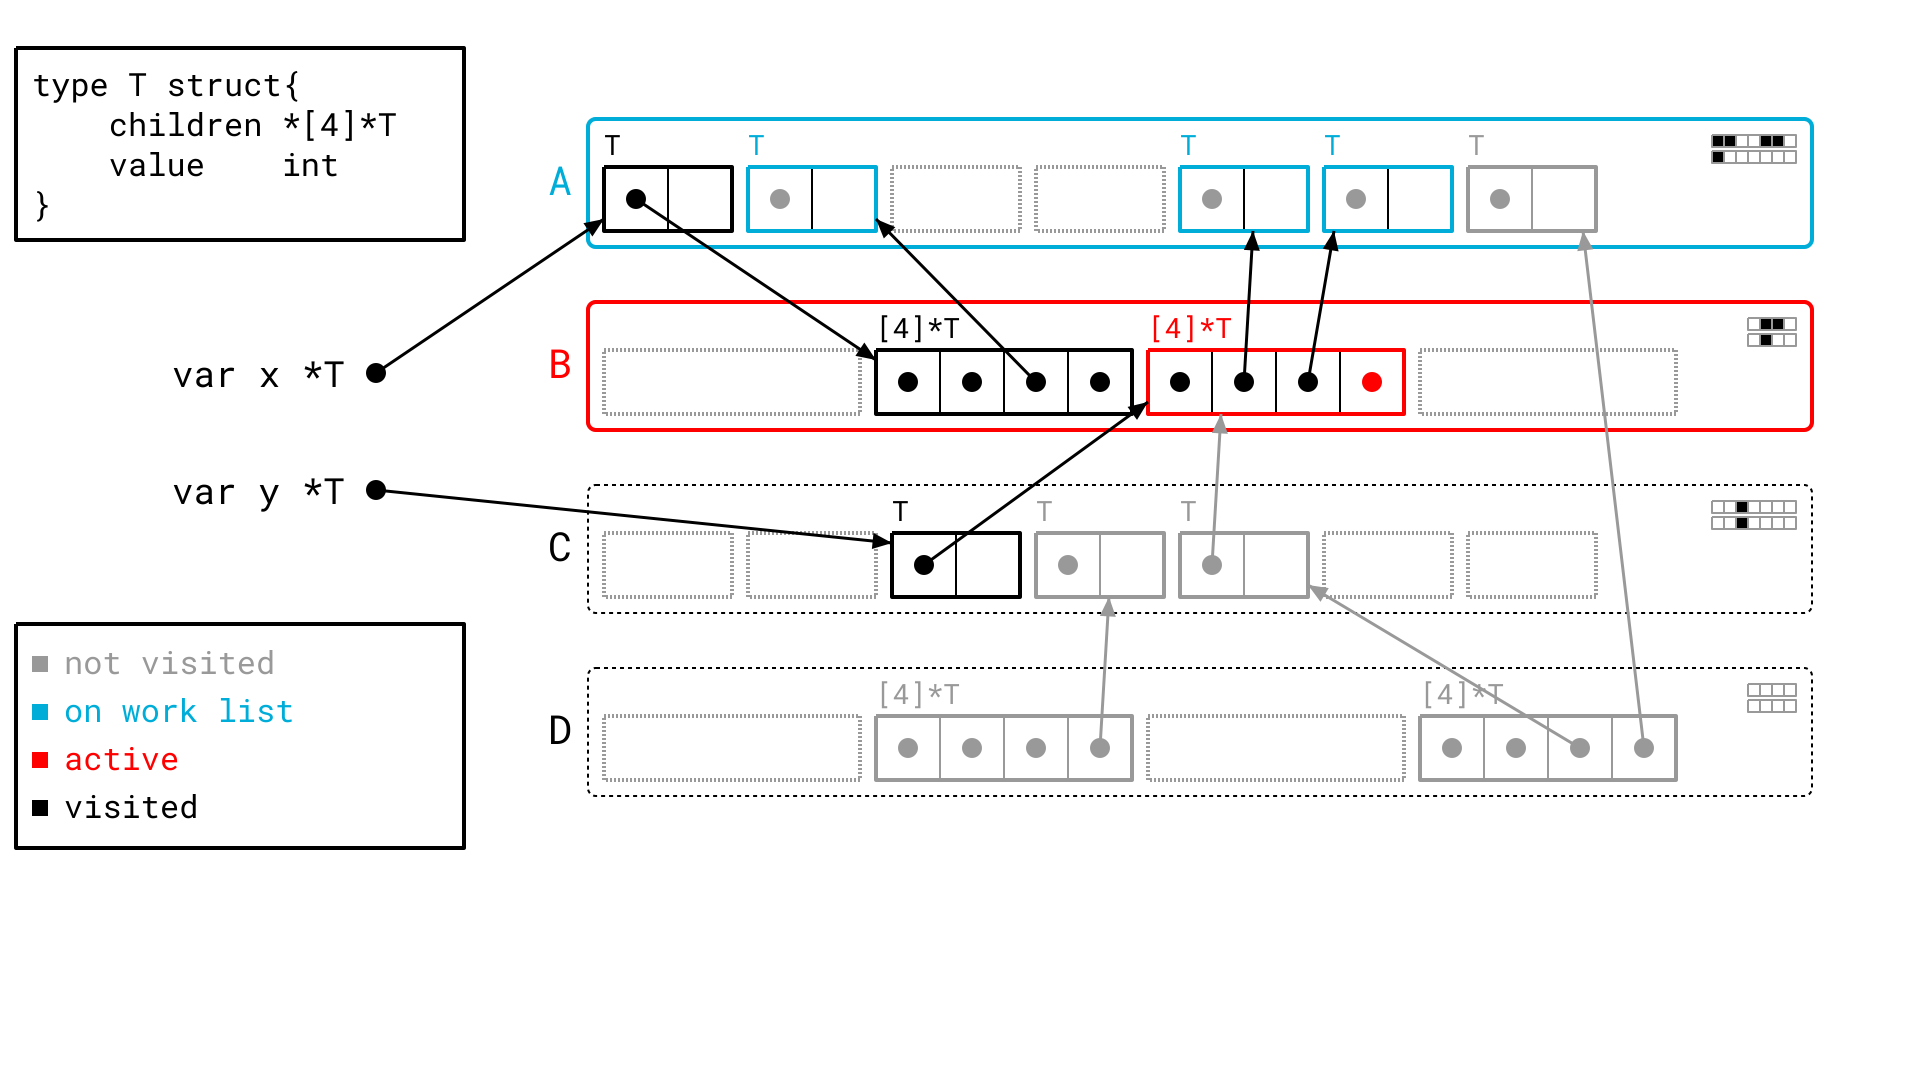 type T struct{
    children *[4]*T
    value    int
}
T T T T T
A
[4]*T [4]*T
B
var x *T
var y *T
T T T
C
[4]*T [4]*T
D
not visited
on work list
active
visited